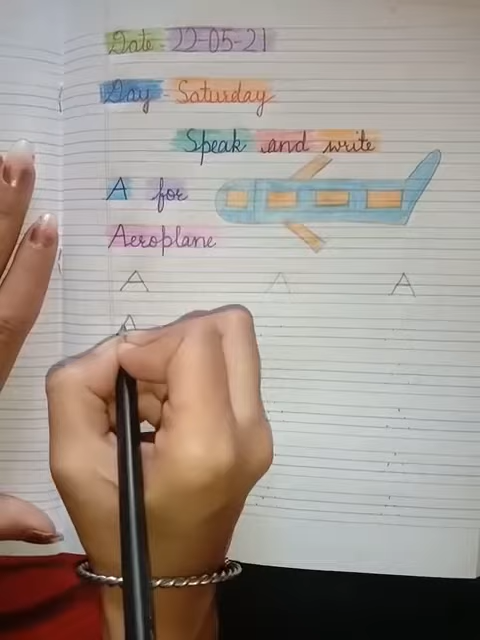 Date - 22-05-21
Day - Saturday
Speak and write
A for
Aeroplane
A A A
A